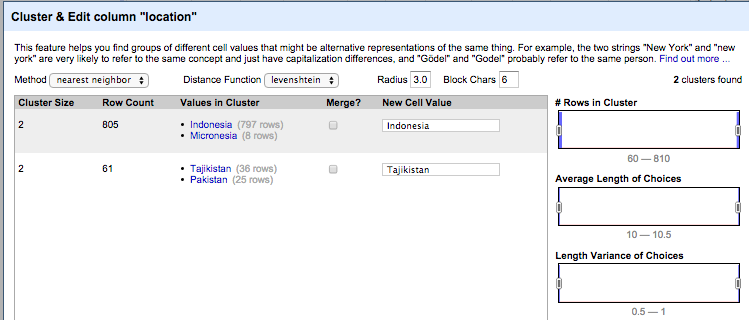 Cluster & Edit column "location"
This feature helps you find groups of different cell values that might be alternative representations of the same thing. For example, the two strings "New York" and "new
york" are very likely to refer to the same concept and just have capitalization differences, and "Gödel" and "Godel" probably refer to the same person. Find out more ...
Method nearest neighbor Distance Function levenshtein Radius 3.0 Block Chars 6 2 clusters found
Cluster Size Row Count Values in Cluster Merge? New Cell Value
2 805 • Indonesia (797 rows) Indonesia
• Micronesia (8 rows)
2 61 • Tajikistan (36 rows) Tajikistan
• Pakistan (25 rows)
# Rows in Cluster
60 — 810
Average Length of Choices
10 — 10.5
Length Variance of Choices
0.5 — 1